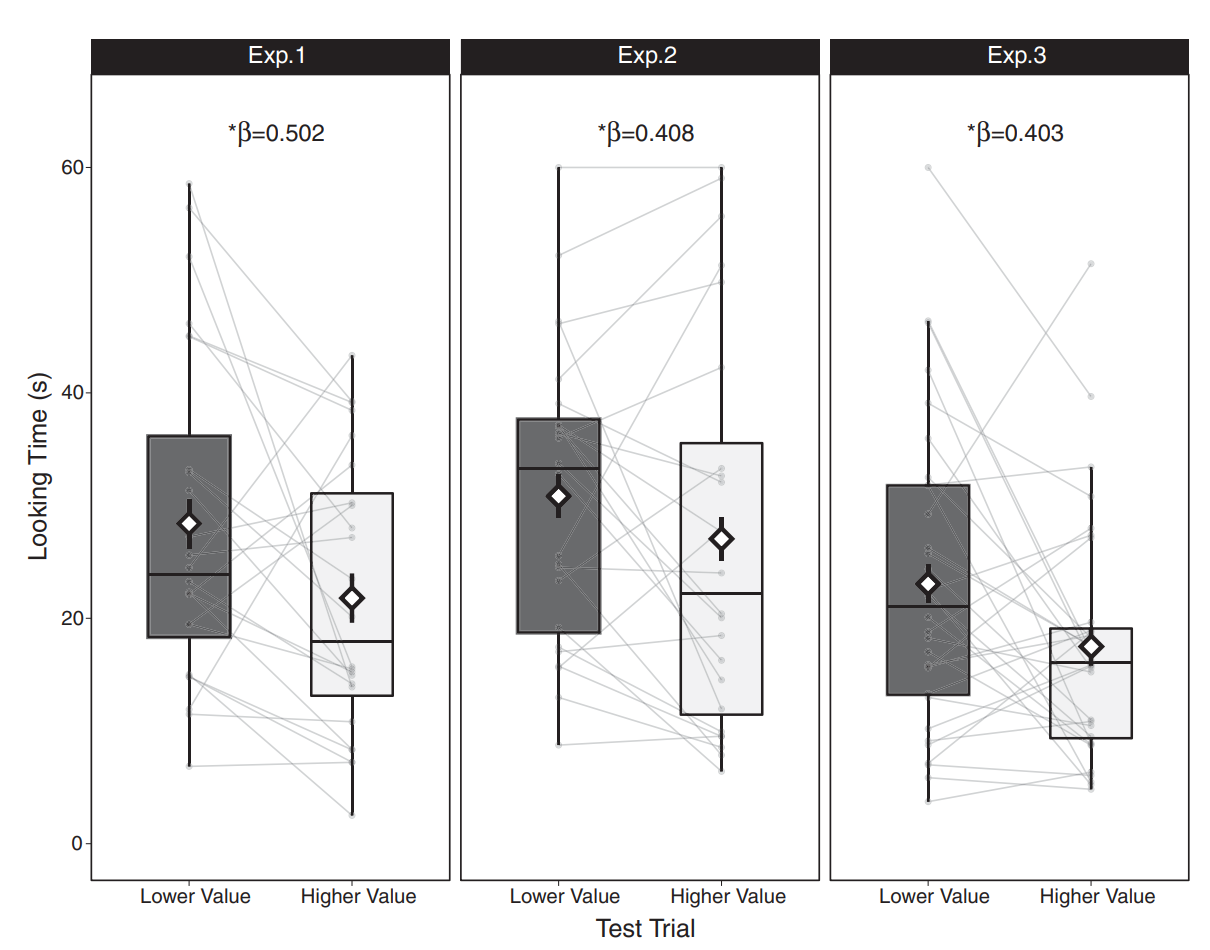 Exp.1
Exp.2
Exp.3
*β=0.502
*β=0.408
*β=0.403
60
40
20
0
Looking Time (s)
Lower Value
Higher Value
Lower Value
Higher Value
Lower Value
Higher Value
Test Trial